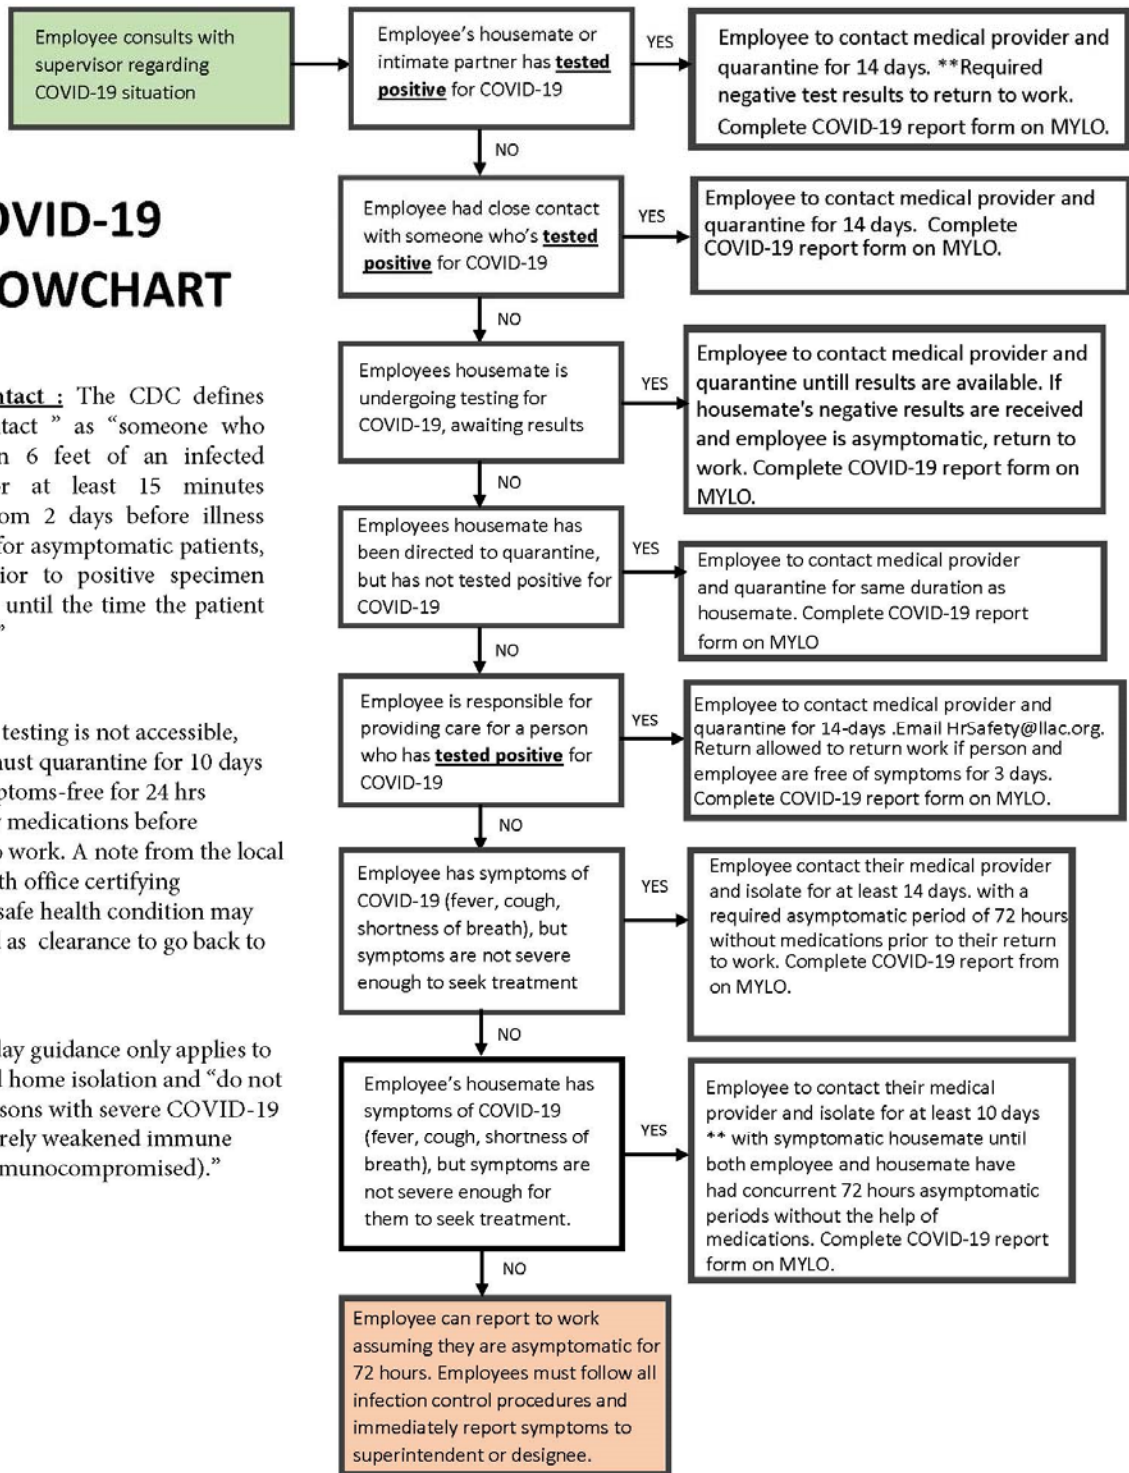 Employee consults with
supervisor regarding
COVID-19 situation
Employee's housemate or
intimate partner has tested
positive for COVID-19
YES
Employee to contact medical provider and
quarantine for 14 days. **Required
negative test results to return to work.
Complete COVID-19 report form on MYLO.
NO
OVID-19
OWCHART
Employee had close contact
with someone who's tested
positive for COVID-19
YES
Employee to contact medical provider and
quarantine for 14 days. Complete
COVID-19 report form on MYLO.
NO
Employees housemate is
undergoing testing for
COVID-19, awaiting results
YES
Employee to contact medical provider and
quarantine untill results are available. If
housemate's negative results are received
and employee is asymptomatic, return to
work. Complete COVID-19 report form on
MYLO.
NO
ntact : The CDC defines
tact ” as “someone who
n 6 feet of an infected
or at least 15 minutes
om 2 days before illness
for asymptomatic patients,
ior to positive specimen
until the time the patient
”
Employees housemate has
been directed to quarantine,
but has not tested positive for
COVID-19
YES
Employee to contact medical provider
and quarantine for same duration as
housemate. Complete COVID-19 report
form on MYLO
NO
Employee is responsible for
providing care for a person
who has tested positive for
COVID-19
YES
Employee to contact medical provider and
quarantine for 14-days .Email HrSafety@llac.org.
Return allowed to return work if person and
employee are free of symptoms for 3 days.
Complete COVID-19 report form on MYLO.
NO
testing is not accessible,
ust quarantine for 10 days
ptoms-free for 24 hrs
r medications before
o work. A note from the local
th office certifying
safe health condition may
d as clearance to go back to
Employee has symptoms of
COVID-19 (fever, cough,
shortness of breath), but
symptoms are not severe
enough to seek treatment
YES
Employee contact their medical provider
and isolate for at least 14 days. with a
required asymptomatic period of 72 hours
without medications prior to their return
to work. Complete COVID-19 report from
on MYLO.
NO
day guidance only applies to
d home isolation and “do not
sons with severe COVID-19
rely weakened immune
munocompromised).”
Employee's housemate has
symptoms of COVID-19
(fever, cough, shortness of
breath), but symptoms are
not severe enough for
them to seek treatment.
YES
Employee to contact their medical
provider and isolate for at least 10 days
** with symptomatic housemate until
both employee and housemate have
had concurrent 72 hours asymptomatic
periods without the help of
medications. Complete COVID-19 report
form on MYLO.
NO
Employee can report to work
assuming they are asymptomatic for
72 hours. Employees must follow all
infection control procedures and
immediately report symptoms to
superintendent or designee.